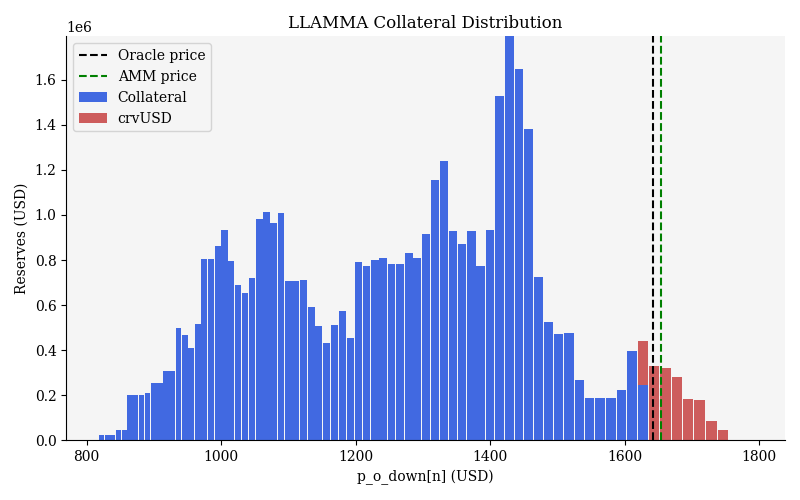 LLAMMA Collateral Distribution
1e6
Oracle price
AMM price
Collateral
crvUSD
Reserves (USD)
1.6
1.4
1.2
1.0
0.8
0.6
0.4
0.2
0.0
800 1000 1200 1400 1600 1800
p_o_down[n] (USD)